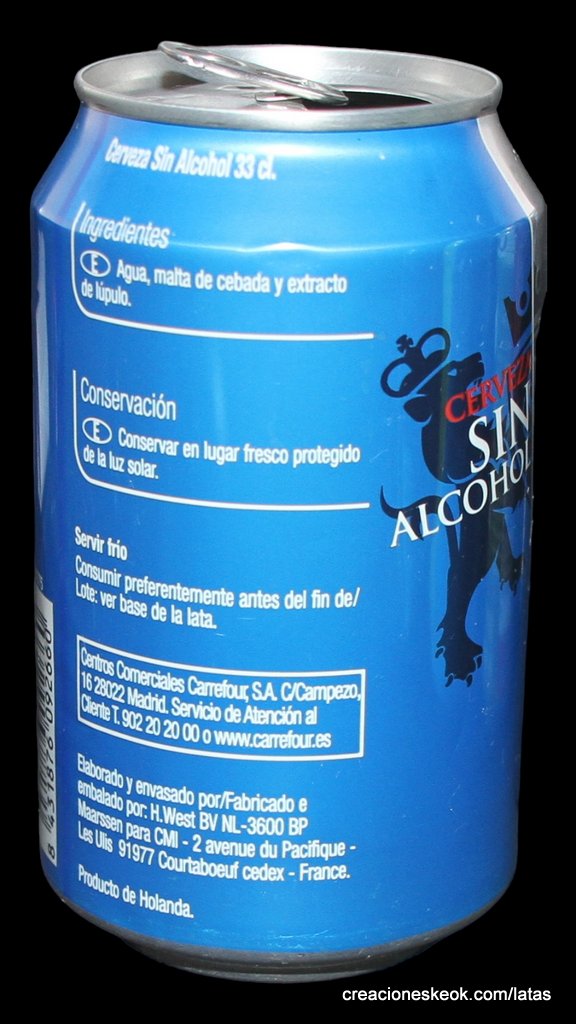 Cerveza Sin Alcohol 33 cl.
Ingredientes
E Agua, malta de cebada y extracto
de lúpulo.
Conservación
E Conservar en lugar fresco protegido
de la luz solar.
CERVEZA
SIN
ALCOHOL
Servir frio
Consumir preferentemente antes del fin de/
Lote: ver base de la lata.
Centros Comerciales Carrefour, S.A. C/Campezo,
16 28022 Madrid. Servicio de Atención al
Cliente T. 902 20 20 00 o www.carrefour.es
Elaborado y envasado por/Fabricado e
embalado por: H.West BV NL-3600 BP
Maarssen para CMI - 2 avenue du Pacifique -
Les Ulis 91977 Courtaboeuf cedex - France.
Producto de Holanda.
8 431876 092660
creacioneskeok.com/latas